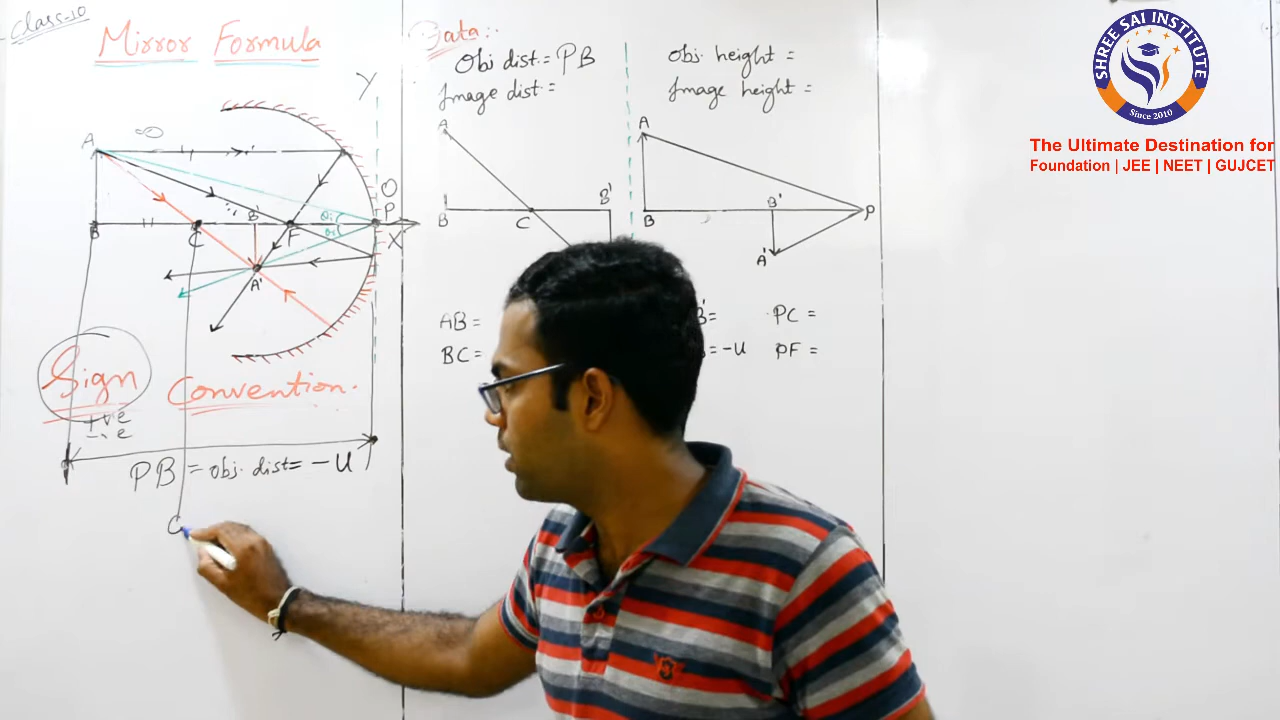 Class-10
Mirror Formula
Data:-
Obj dist = PB
Image dist =
Obj. height =
Image height =
Y
A
∞
B
C
B'
F
θi
θr
O
P
X
A'
Sign Convention.
+ve
-ve
PB = obj. dist = -u
C
A
B
C
B'
A
B
B'
P
A'
AB =
BC =
B' =
= -u
PC =
PF =
SHREE SAI INSTITUTE
Since 2010
The Ultimate Destination for
Foundation | JEE | NEET | GUJCET